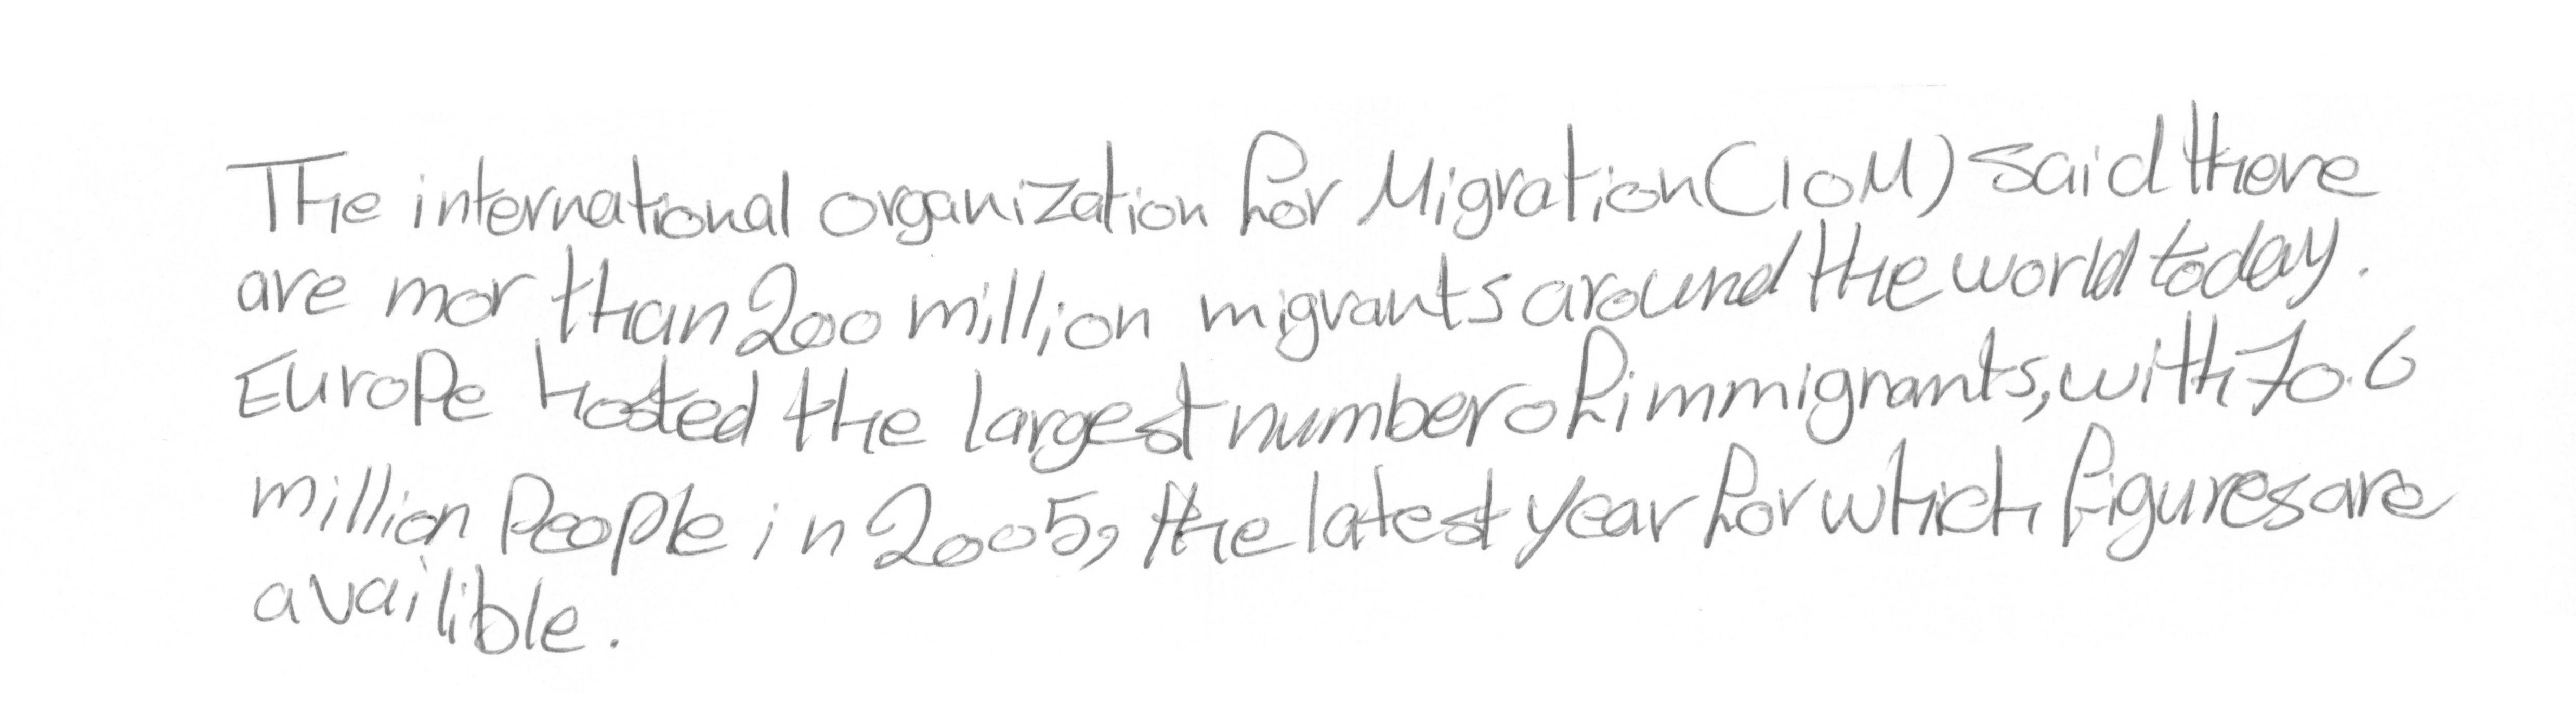 The international organization for Migration (IOM) said there
are mor than 200 million migrants around the world today.
Europe hosted the largest number of immigrants, with 70.6
million People in 2005, the latest year for which figures are
availible.